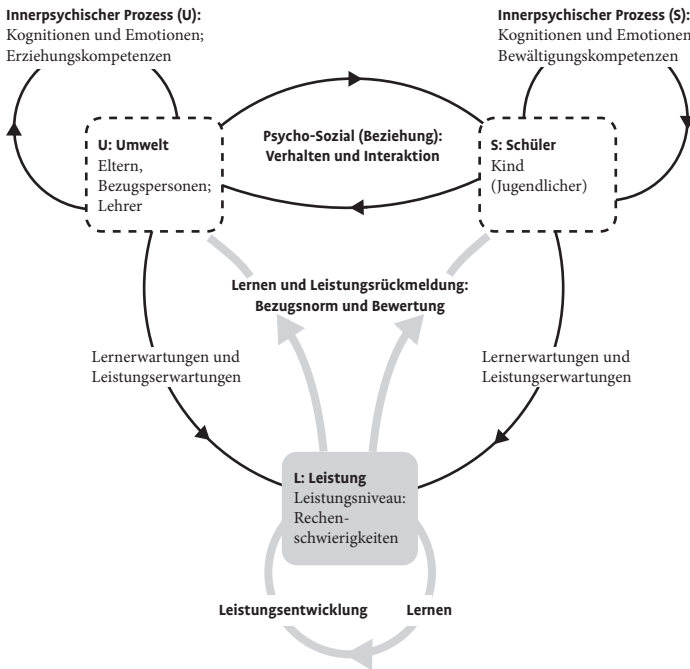 Innerpsychischer Prozess (U):
Kognitionen und Emotionen;
Erziehungskompetenzen
Innerpsychischer Prozess (S):
Kognitionen und Emotionen
Bewältigungskompetenzen
U: Umwelt
Eltern,
Bezugspersonen;
Lehrer
Psycho-Sozial (Beziehung):
Verhalten und Interaktion
S: Schüler
Kind
(Jugendlicher)
Lernen und Leistungsrückmeldung:
Bezugsnorm und Bewertung
Lernerwartungen und
Leistungserwartungen
Lernerwartungen und
Leistungserwartungen
L: Leistung
Leistungsniveau:
Rechen-
schwierigkeiten
Leistungsentwicklung
Lernen